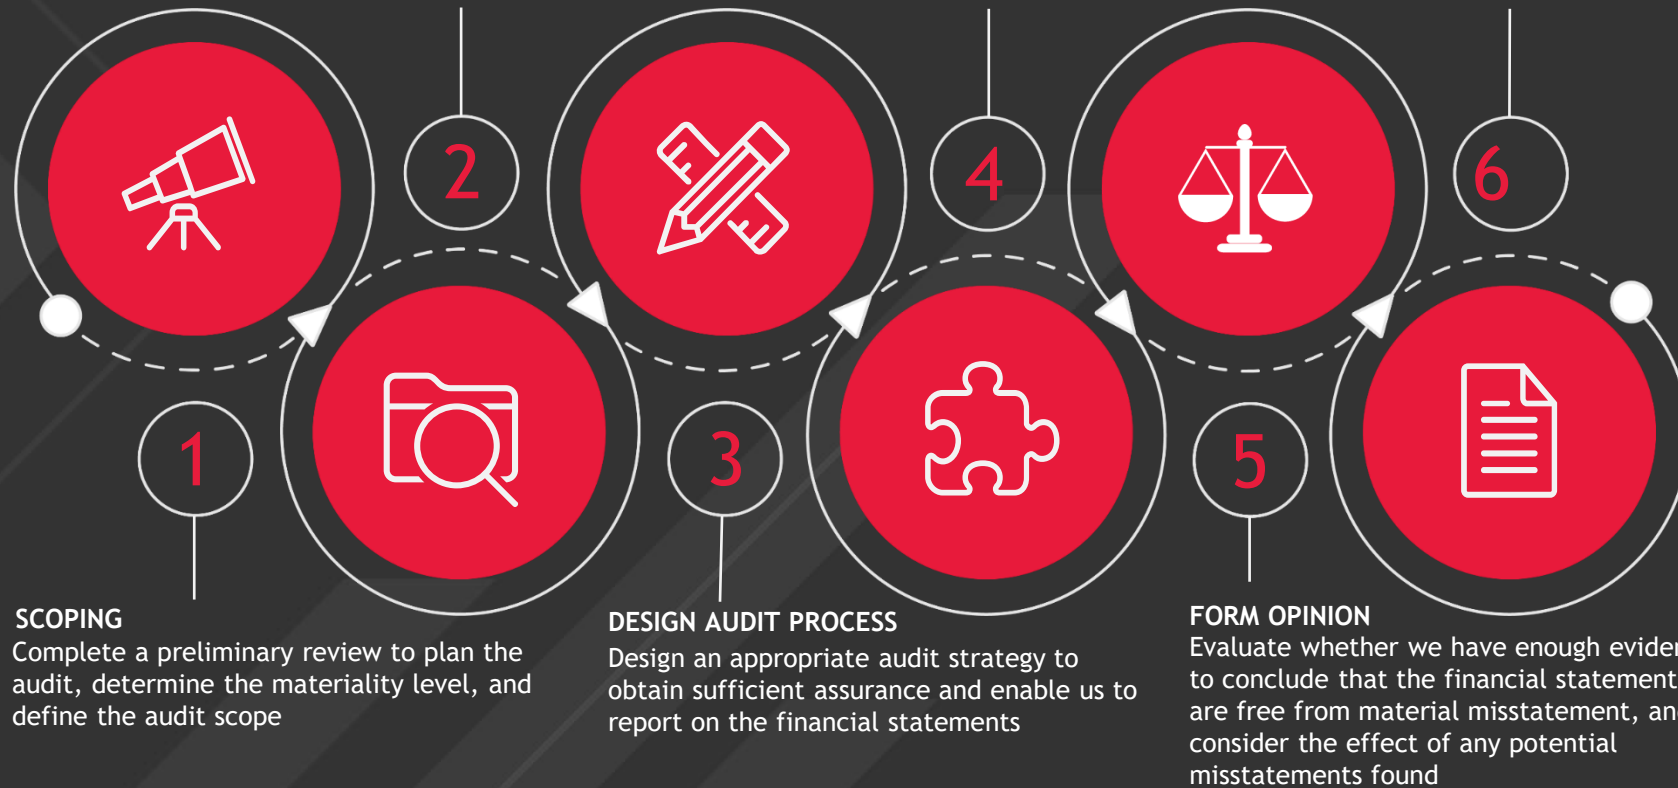 2
4
6
1
3
5
SCOPING
Complete a preliminary review to plan the
audit, determine the materiality level, and
define the audit scope
DESIGN AUDIT PROCESS
Design an appropriate audit strategy to
obtain sufficient assurance and enable us to
report on the financial statements
FORM OPINION
Evaluate whether we have enough
to conclude that the financial
are free from material misstatement,
consider the effect of any potential
misstatements found